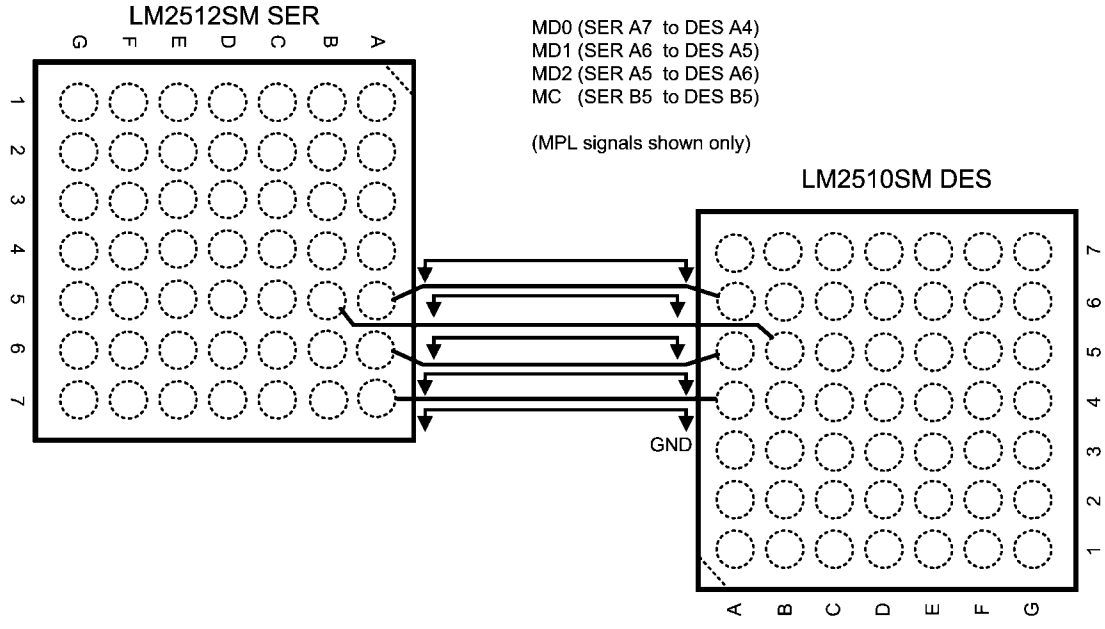 LM2512SM SER
G F E D C B A
1
2
3
4
5
6
7
MD0 (SER A7 to DES A4)
MD1 (SER A6 to DES A5)
MD2 (SER A5 to DES A6)
MC (SER B5 to DES B5)
(MPL signals shown only)
LM2510SM DES
7
6
5
4
3
2
1
GND
A B C D E F G